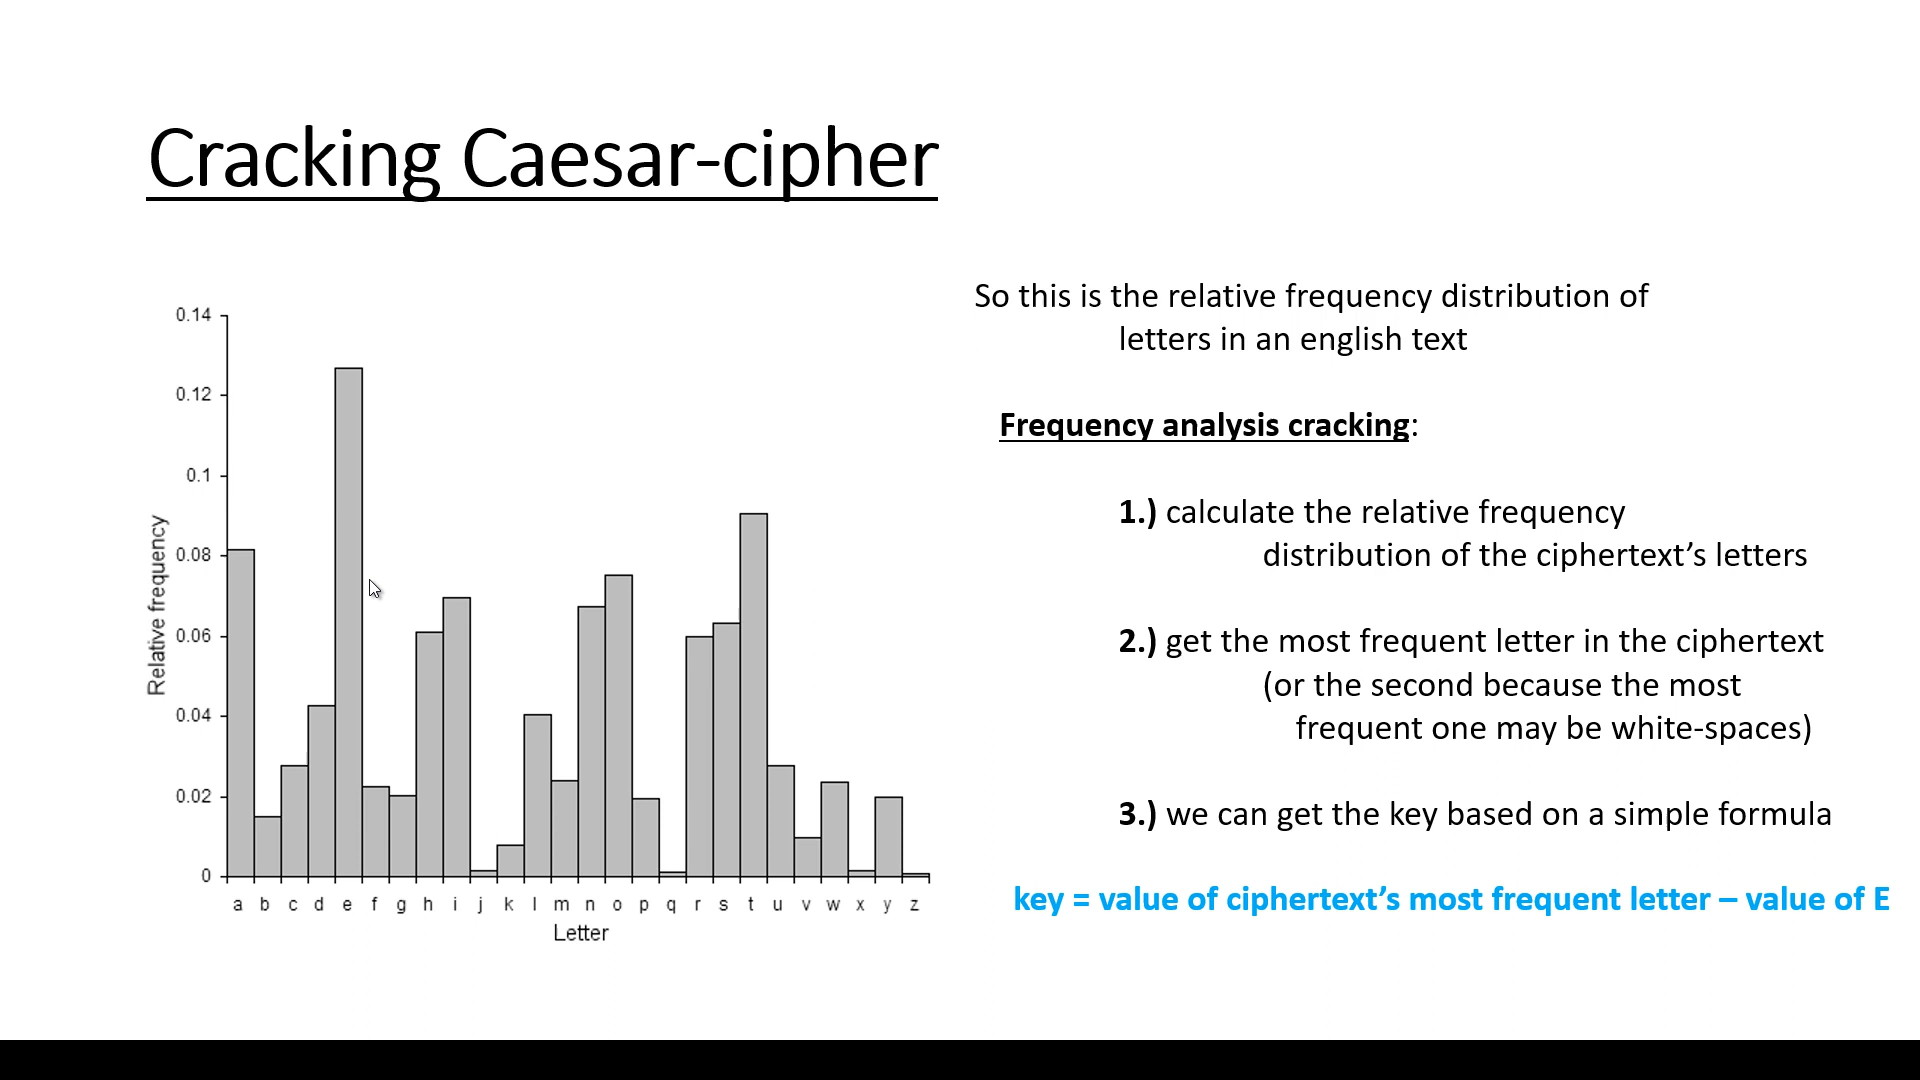 Cracking Caesar-cipher
0.14
0.12
0.1
0.08
0.06
0.04
0.02
0
Relative frequency
a b c d e f g h i j k l m n o p q r s t u v w x y z
Letter
So this is the relative frequency distribution of
letters in an english text
Frequency analysis cracking:
1.) calculate the relative frequency
distribution of the ciphertext’s letters
2.) get the most frequent letter in the ciphertext
(or the second because the most
frequent one may be white-spaces)
3.) we can get the key based on a simple formula
key = value of ciphertext’s most frequent letter – value of E